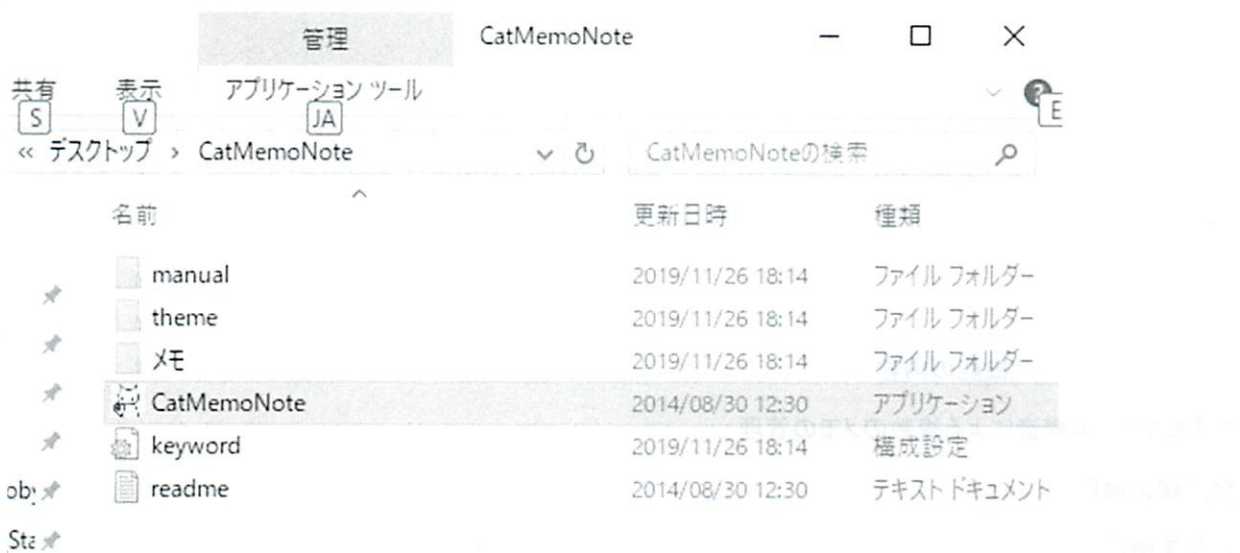 管理 CatMemoNote
共有 表示 アプリケーション ツール
S V JA E
« デスクトップ › CatMemoNote CatMemoNoteの検索
名前 更新日時 種類
manual 2019/11/26 18:14 ファイル フォルダー
theme 2019/11/26 18:14 ファイル フォルダー
メモ 2019/11/26 18:14 ファイル フォルダー
CatMemoNote 2014/08/30 12:30 アプリケーション
keyword 2019/11/26 18:14 構成設定
readme 2014/08/30 12:30 テキスト ドキュメント
Sta